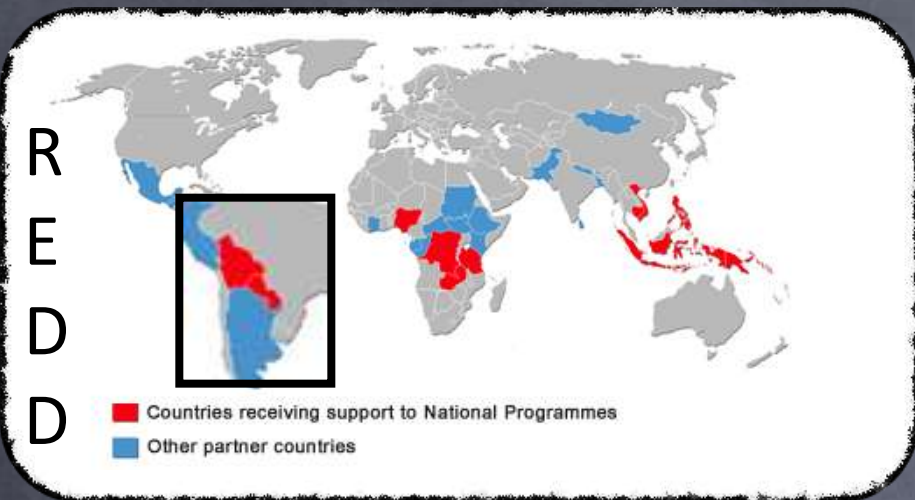 R
E
D
D
Countries receiving support to National Programmes
Other partner countries